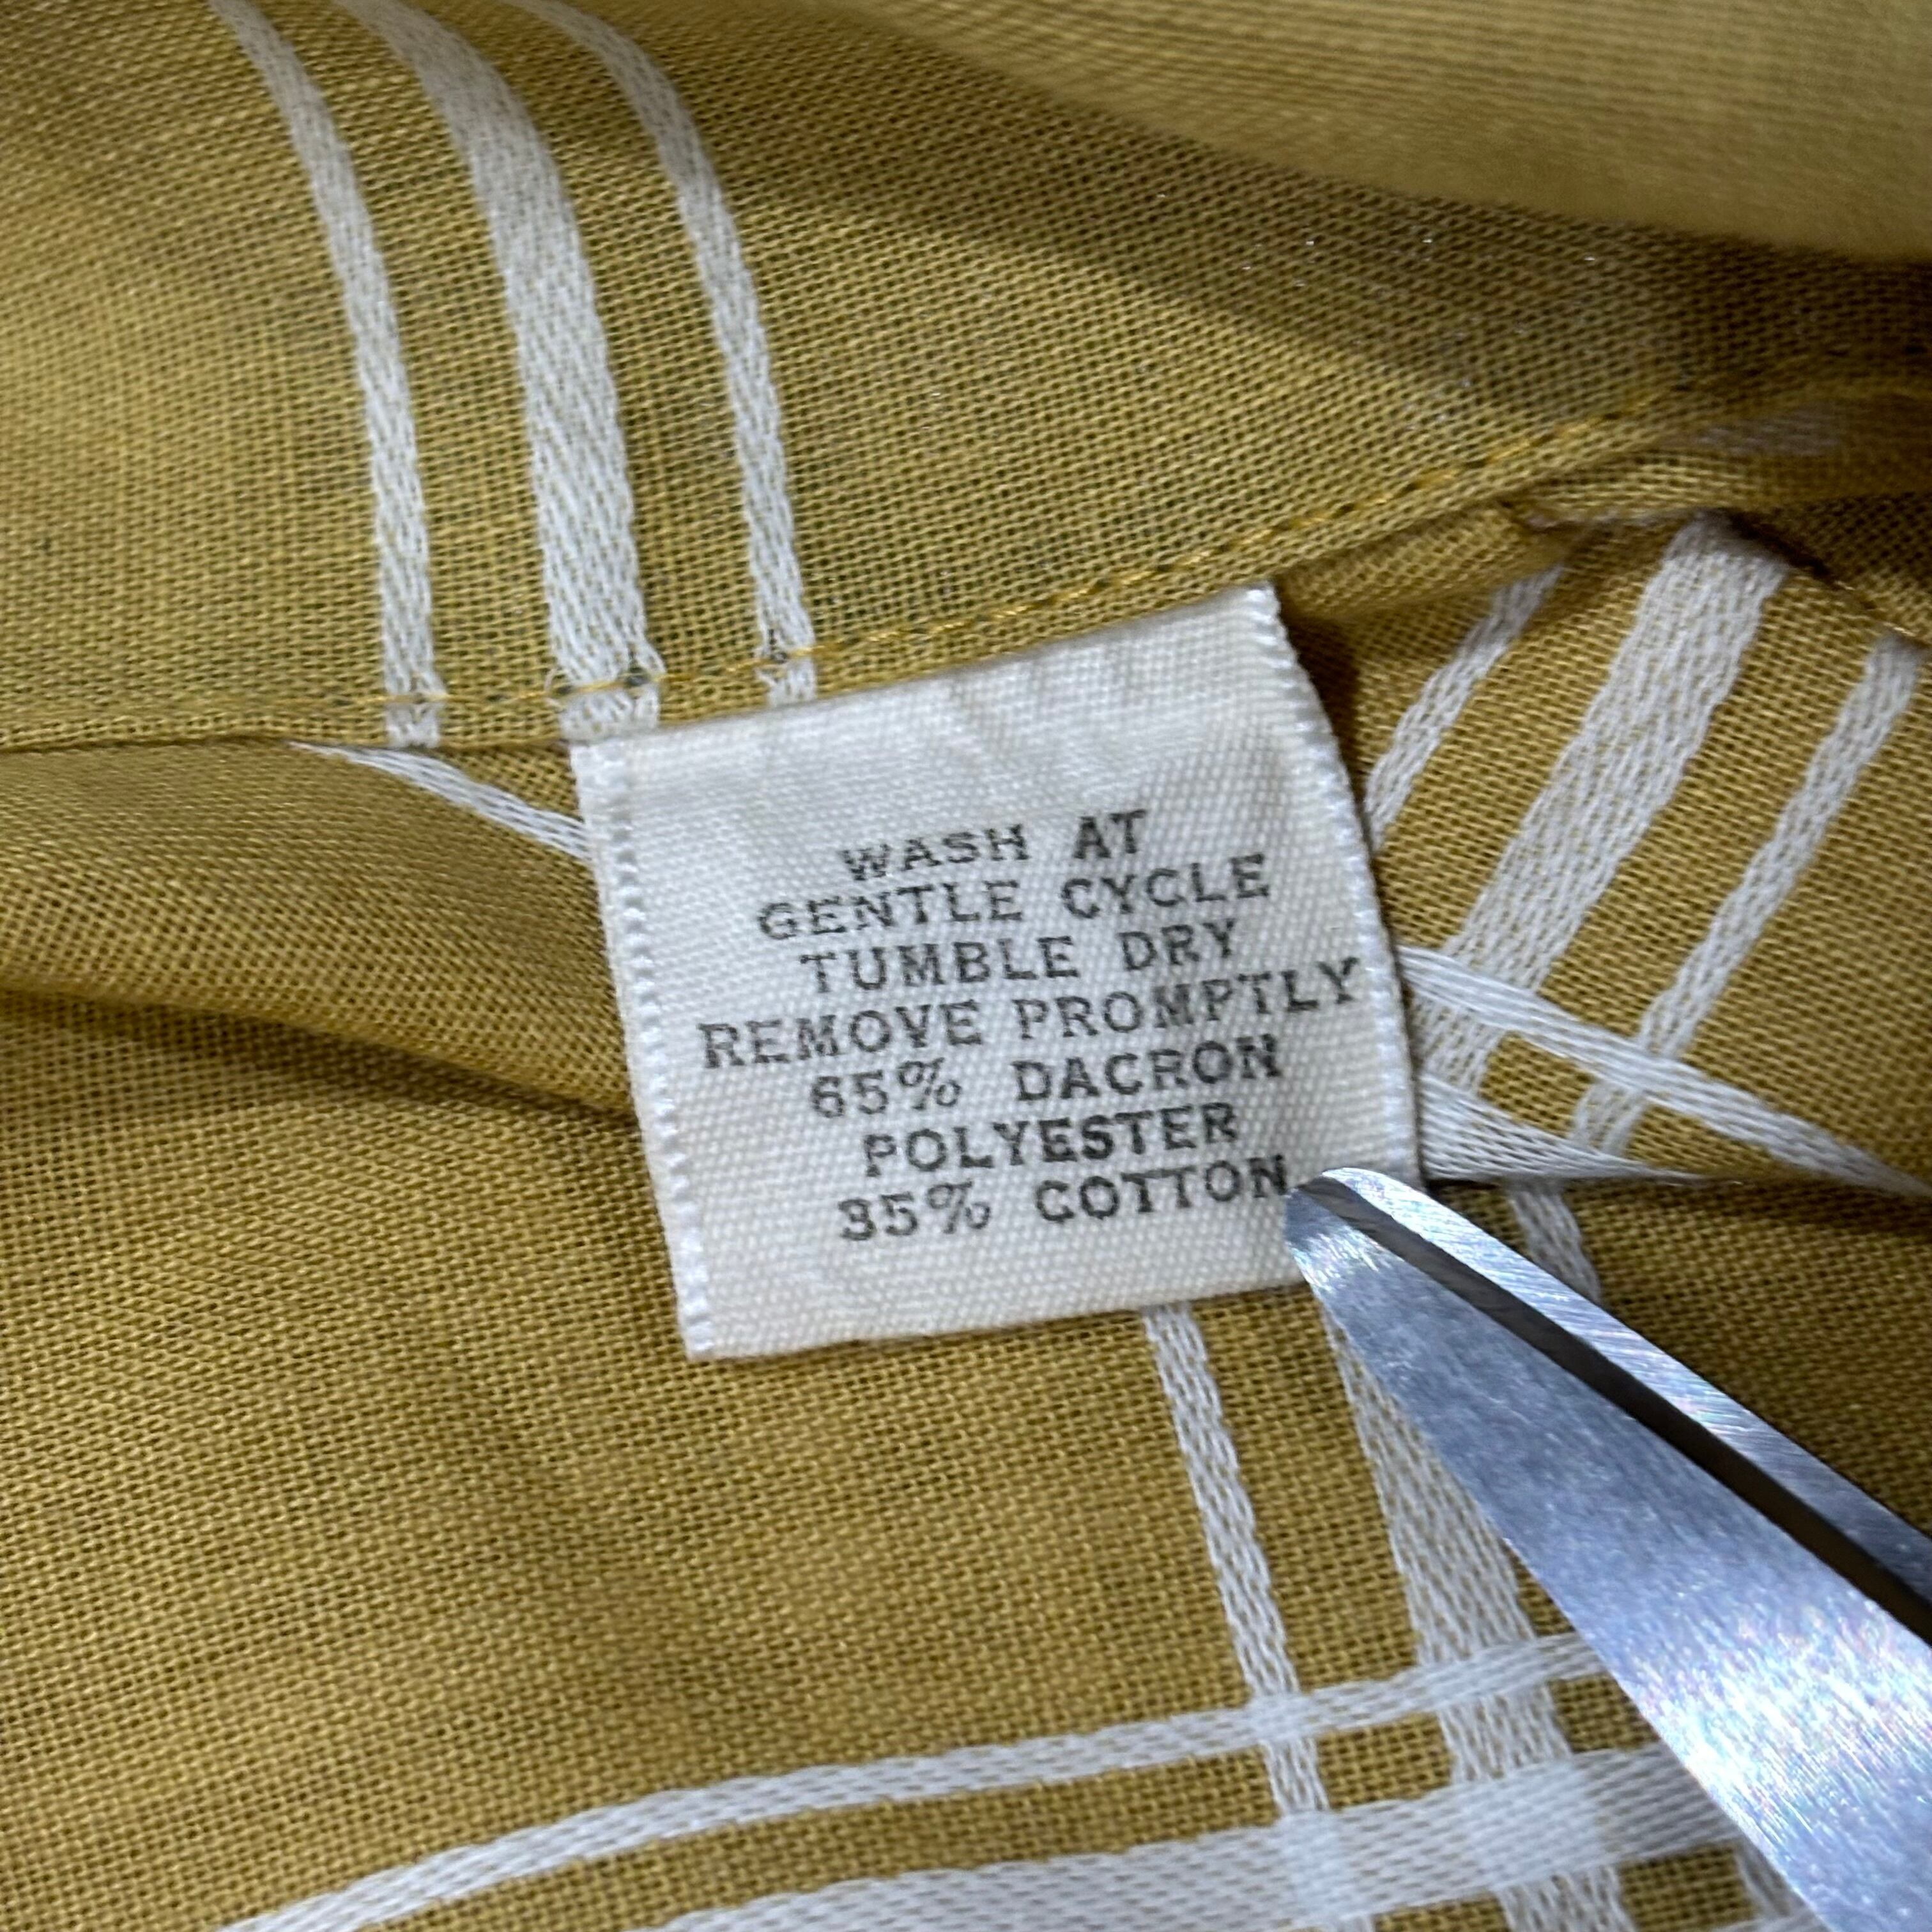 WASH AT
GENTLE CYCLE
TUMBLE DRY
REMOVE PROMPTLY
65% DACRON
POLYESTER
35% COTTON